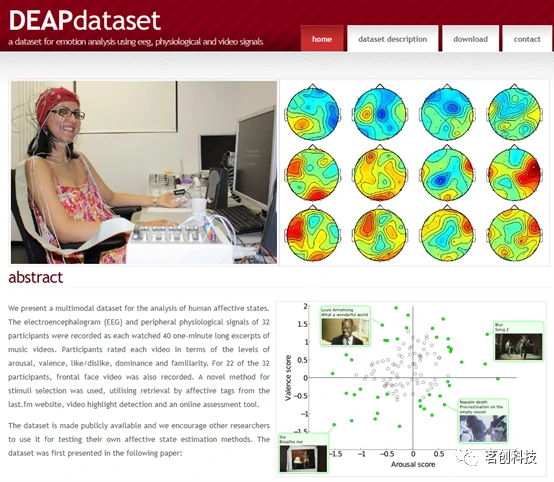 DEAPdataset
a dataset for emotion analysis using eeg, physiological and video signals
home
dataset description
download
contact
abstract
We present a multimodal dataset for the analysis of human affective states.
The electroencephalogram (EEG) and peripheral physiological signals of 32
participants were recorded as each watched 40 one-minute long excerpts of
music videos. Participants rated each video in terms of the levels of
arousal, valence, like/dislike, dominance and familiarity. For 22 of the 32
participants, frontal face video was also recorded. A novel method for
stimuli selection was used, utilising retrieval by affective tags from the
last.fm website, video highlight detection and an online assessment tool.
The dataset is made publicly available and we encourage other researchers
to use it for testing their own affective state estimation methods. The
dataset was first presented in the following paper:
Valence score
2
1.5
1
0.5
0
−0.5
−1
−1.5
−2
Louis Armstrong
What a wonderful world
Blur
Song 2
Napalm death
Procrastination on the
empty vessel
Sia
Breathe me
0
0.5
Arousal score
茗创科技